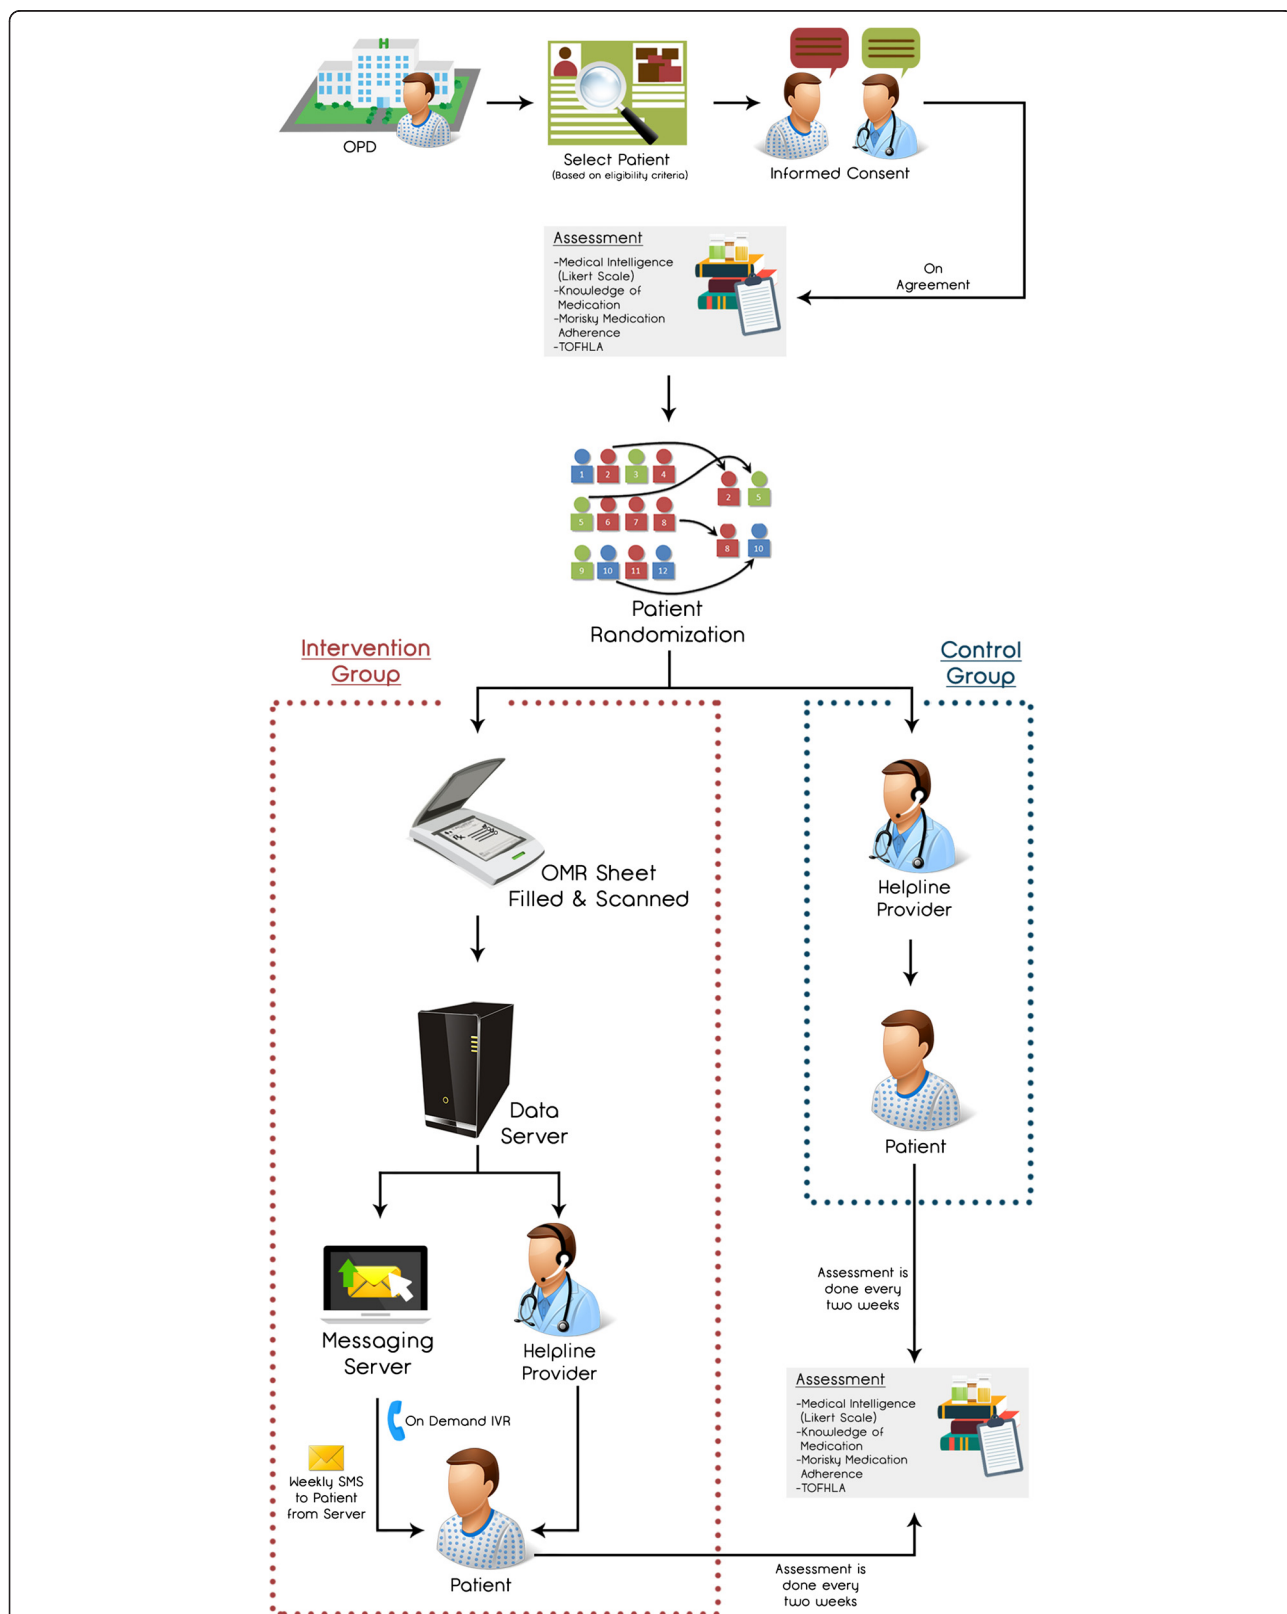 H
OPD
Select Patient
(Based on eligibility criteria)
Informed Consent
On
Agreement
Assessment
-Medical Intelligence
(Likert Scale)
-Knowledge of
Medication
-Morisky Medication
Adherence
-TOFHLA
1 2 3 4
2 5
5 6 7 8
8 10
9 10 11 12
Patient
Randomization
Intervention
Group
Control
Group
OMR Sheet
Filled & Scanned
Helpline
Provider
Data
Server
Patient
Messaging
Server
Helpline
Provider
Assessment is
done every
two weeks
On Demand IVR
Weekly SMS
to Patient
from Server
Patient
Assessment
-Medical Intelligence
(Likert Scale)
-Knowledge of
Medication
-Morisky Medication
Adherence
-TOFHLA
Assessment is
done every
two weeks